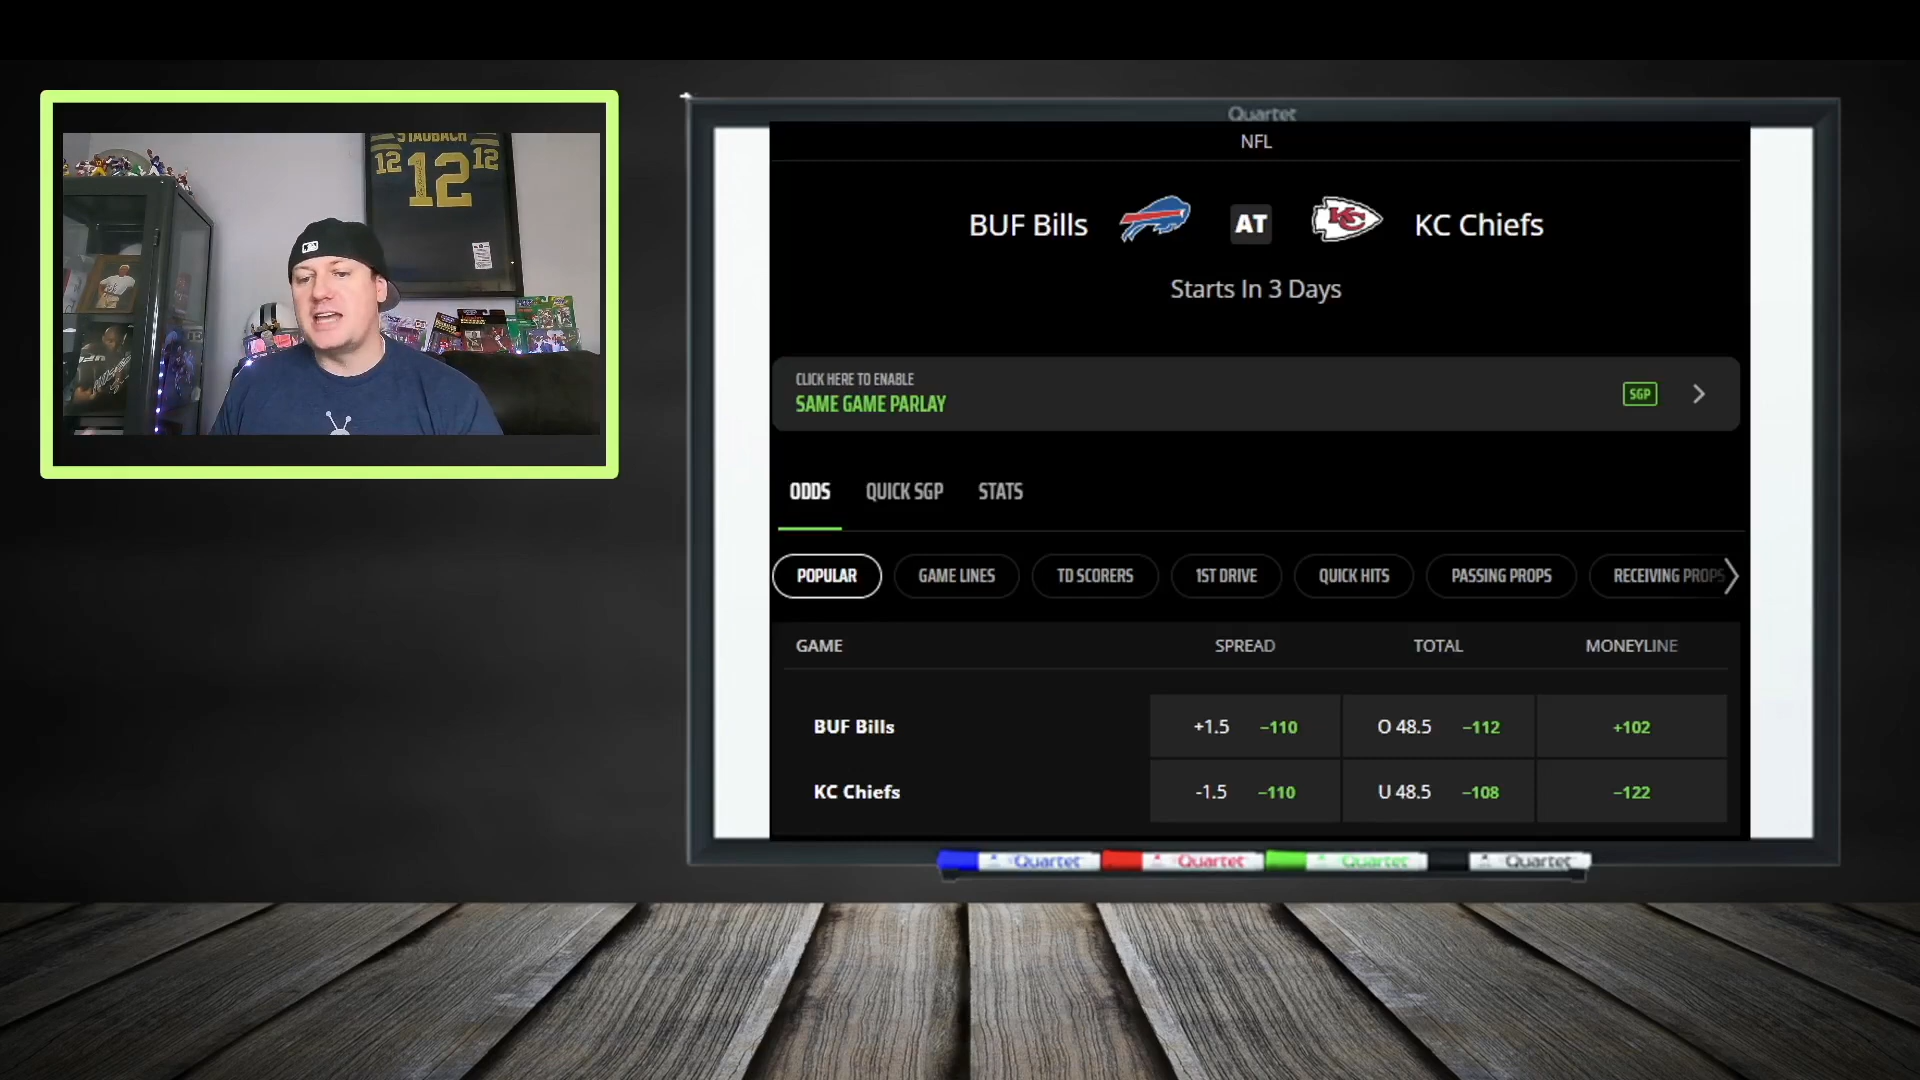 STAUBACH
12 12 12
Quartet
NFL
BUF Bills AT KC KC Chiefs
Starts In 3 Days
CLICK HERE TO ENABLE
SAME GAME PARLAY SGP
ODDS QUICK SGP STATS
POPULAR GAME LINES TD SCORERS 1ST DRIVE QUICK HITS PASSING PROPS RECEIVING PROPS
GAME SPREAD TOTAL MONEYLINE
BUF Bills +1.5 −110 O 48.5 −112 +102
KC Chiefs -1.5 −110 U 48.5 −108 −122
Quartet Quartet Quartet Quartet